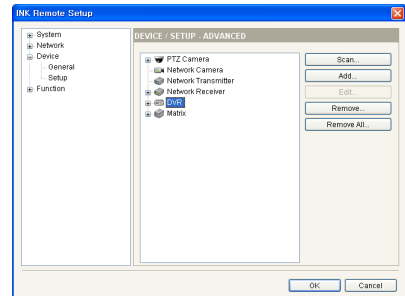 INK Remote Setup
System
Network
Device
General
Setup
Function
DEVICE / SETUP - ADVANCED
PTZ Camera
Network Camera
Network Transmitter
Network Receiver
DVR
Matrix
Scan...
Add...
Edit...
Remove...
Remove All...
OK
Cancel